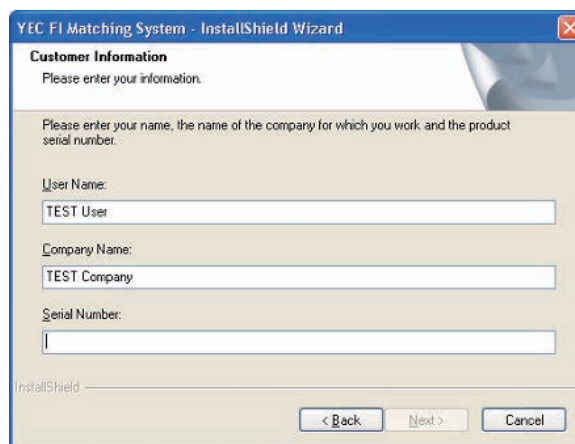 YEC FI Matching System - InstallShield Wizard
Customer Information
Please enter your information.
Please enter your name, the name of the company for which you work and the product
serial number.
User Name:
TEST User
Company Name:
TEST Company
Serial Number:
InstallShield
< Back
Next >
Cancel